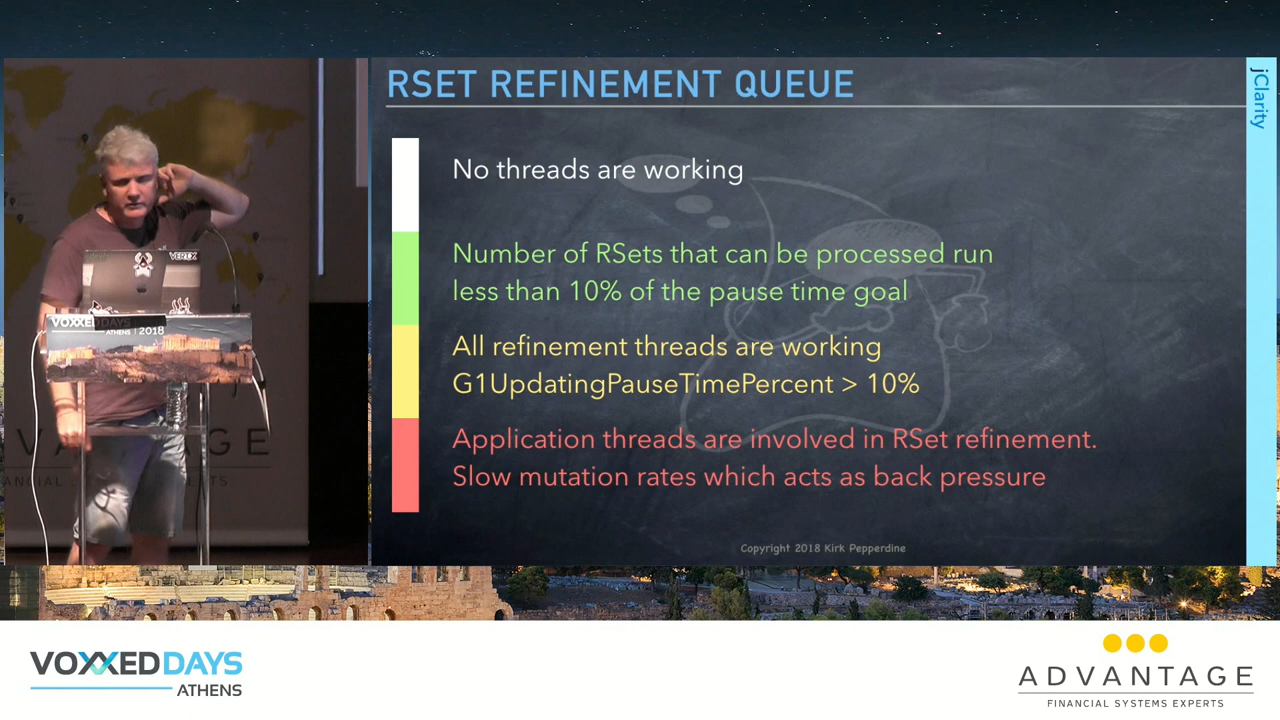 RSET REFINEMENT QUEUE
jClarity
No threads are working
Number of RSets that can be processed run
less than 10% of the pause time goal
All refinement threads are working
G1UpdatingPauseTimePercent > 10%
Application threads are involved in RSet refinement.
Slow mutation rates which acts as back pressure
Copyright 2018 Kirk Pepperdine
VERT.X
VOXXED DAYS
ATHENS | 2018
VOXXED DAYS
ATHENS
ADVANTAGE
FINANCIAL SYSTEMS EXPERTS